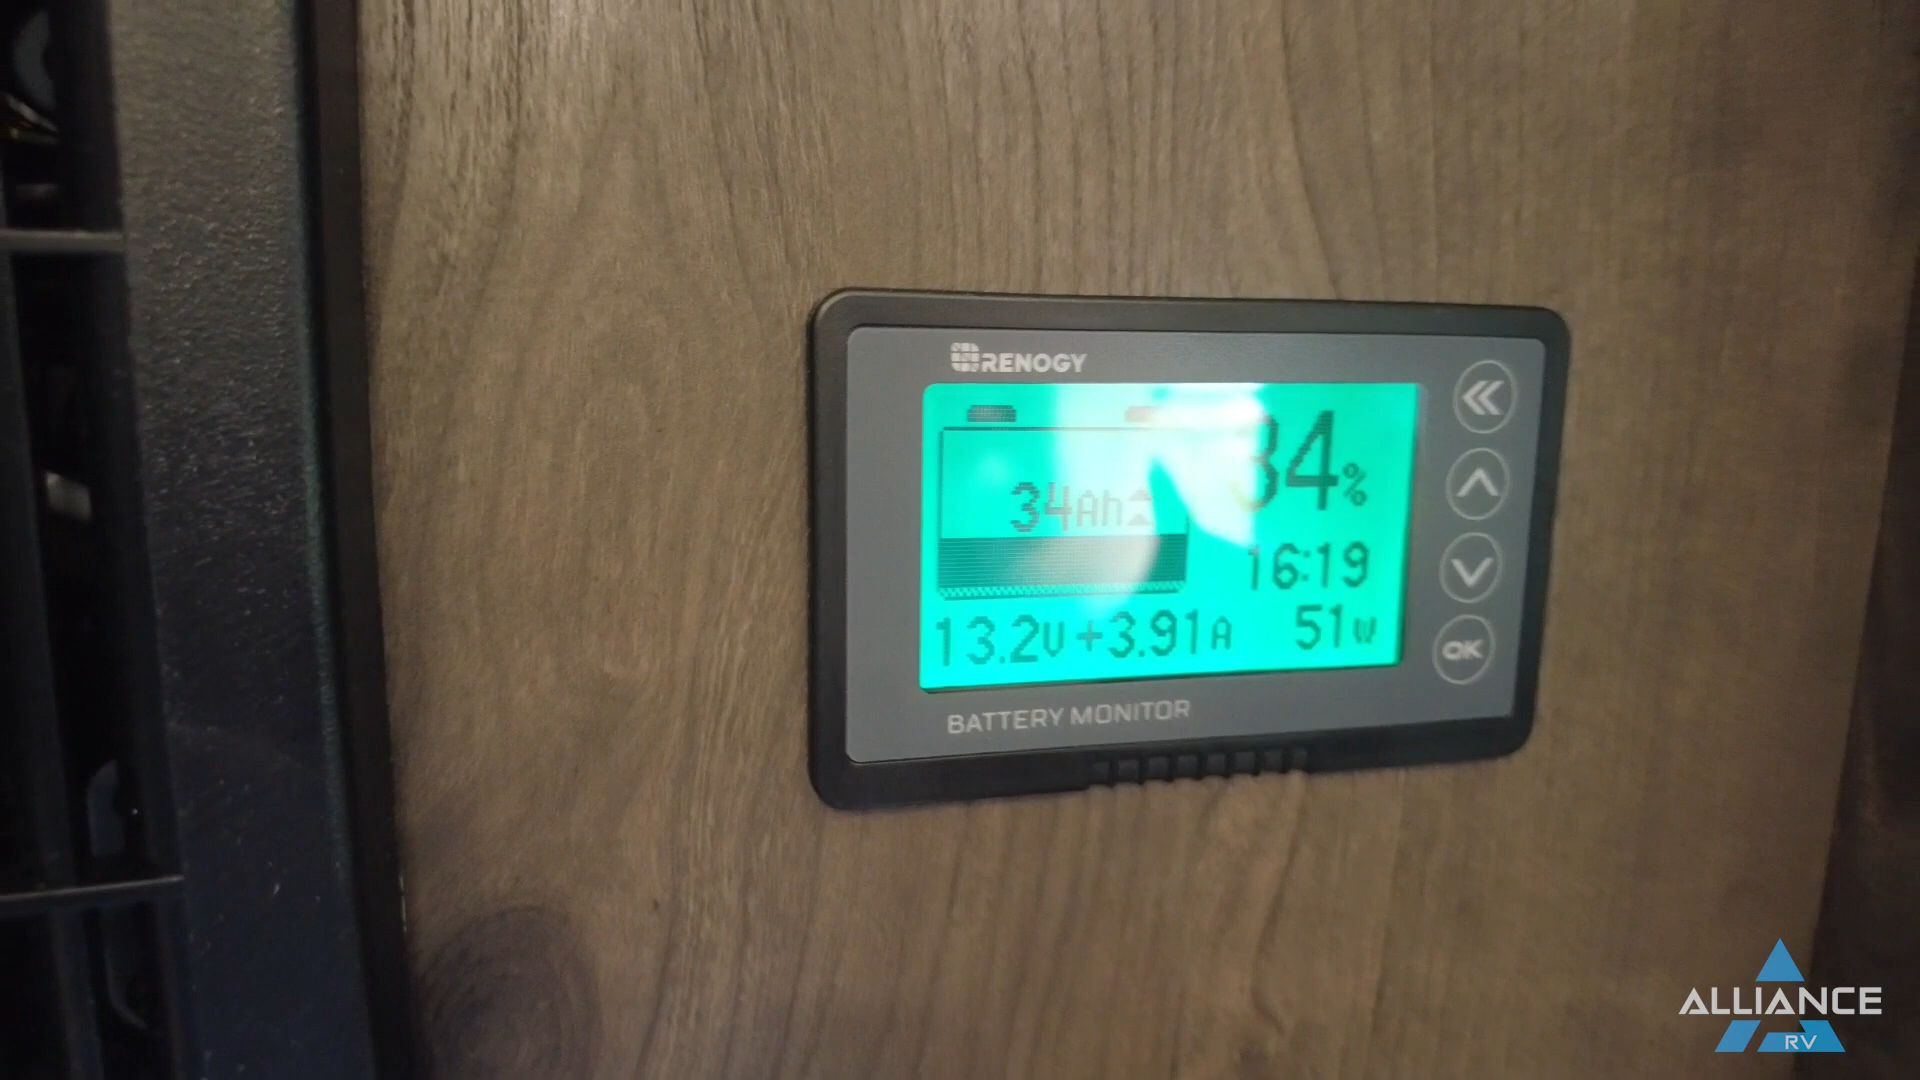 RENOGY
34%
34Ah
16:19
13.2V +3.91A 51W
OK
BATTERY MONITOR
ALLIANCE
RV